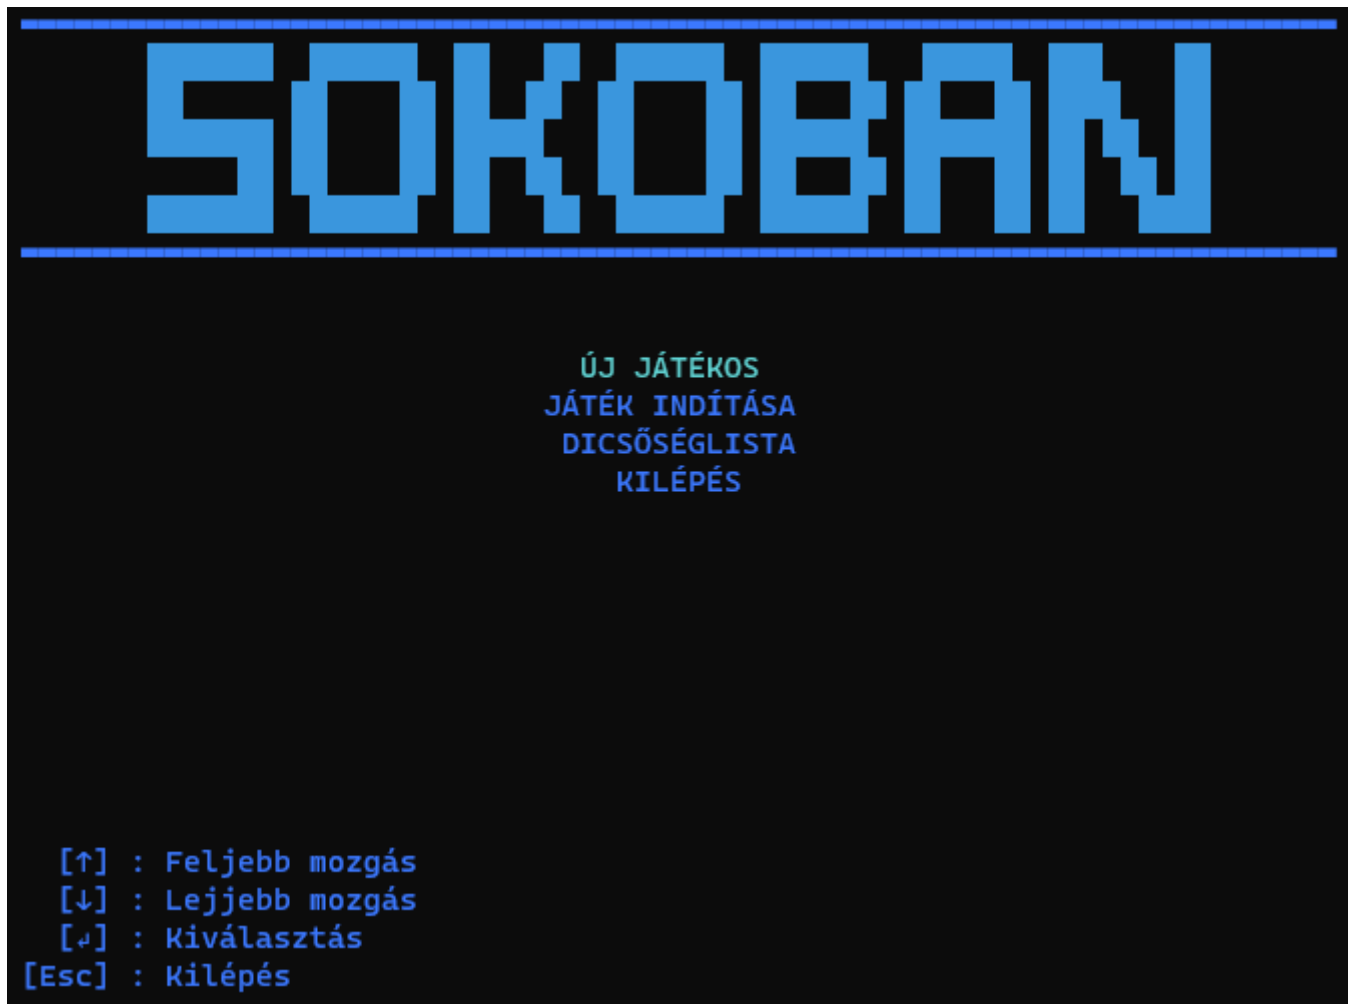 SOKOBAN
ÚJ JÁTÉKOS
JÁTÉK INDÍTÁSA
DICSŐSÉGLISTA
KILÉPÉS
[↑] : Feljebb mozgás
[↓] : Lejjebb mozgás
[↲] : Kiválasztás
[Esc] : Kilépés